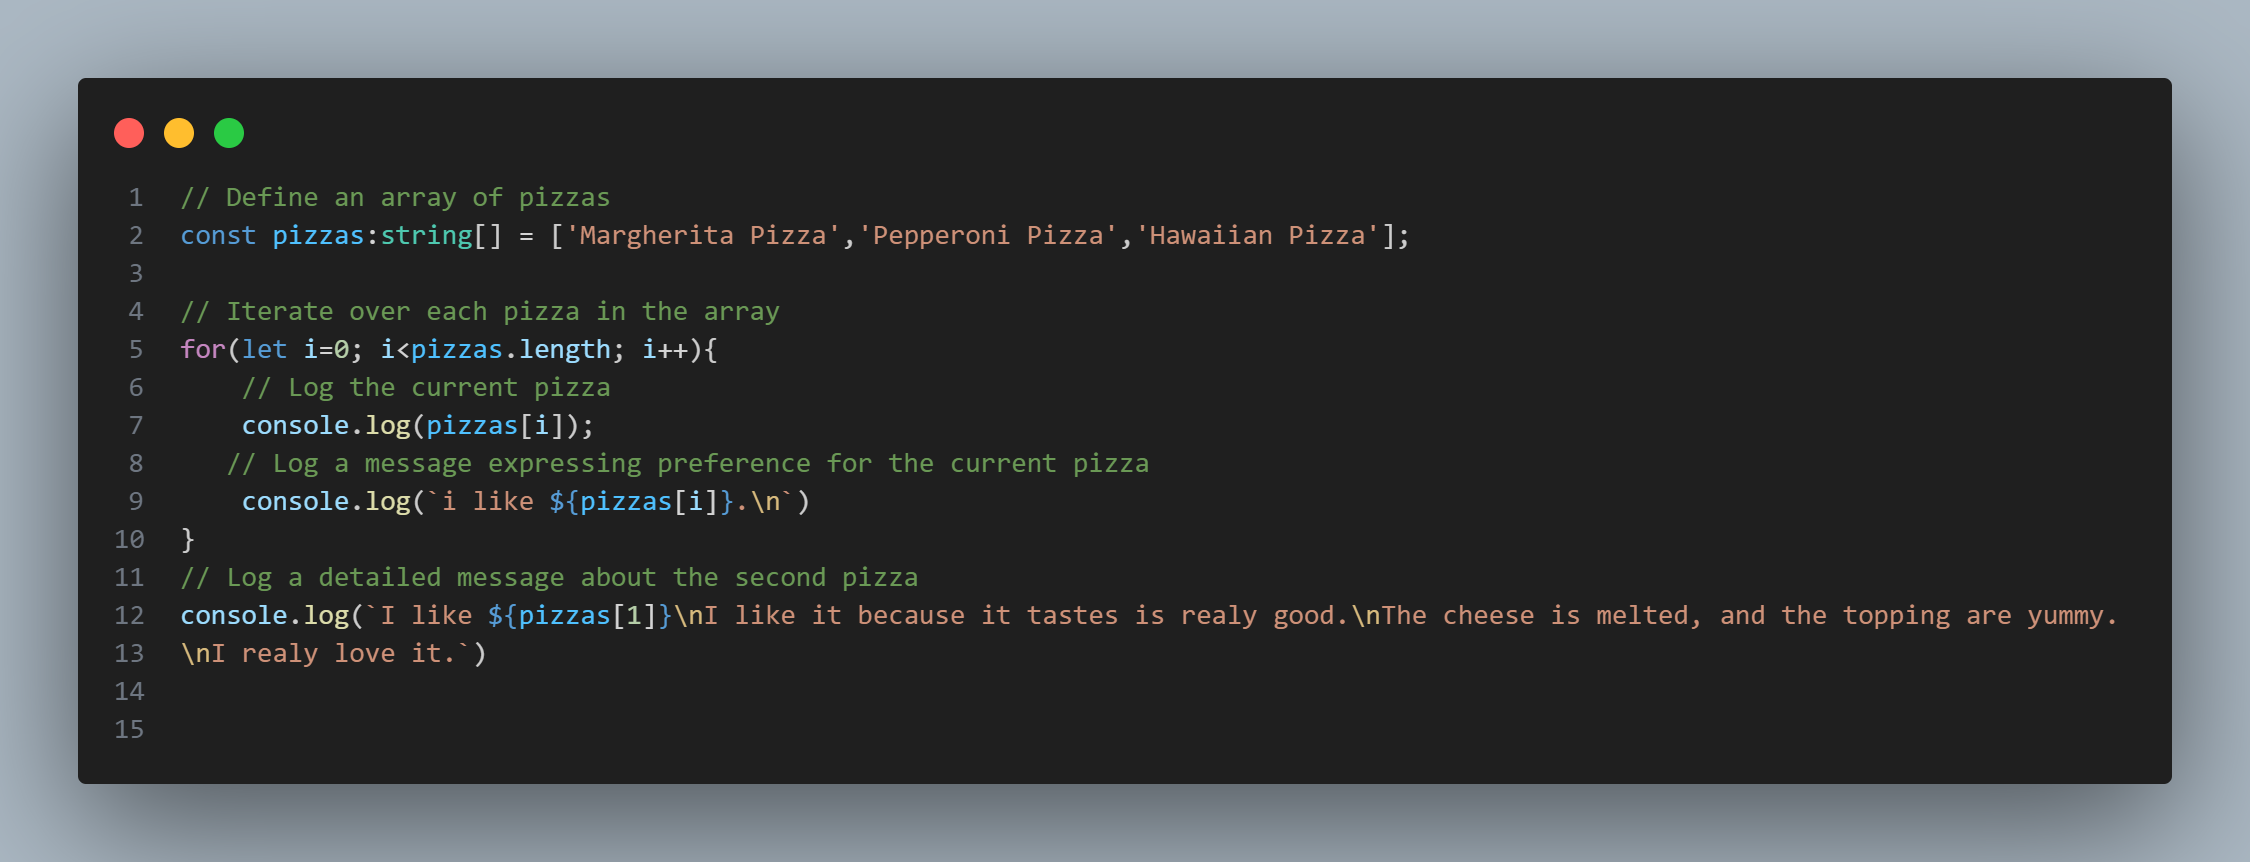 1 // Define an array of pizzas
2 const pizzas:string[] = ['Margherita Pizza','Pepperoni Pizza','Hawaiian Pizza'];
3
4 // Iterate over each pizza in the array
5 for(let i=0; i<pizzas.length; i++){
6     // Log the current pizza
7     console.log(pizzas[i]);
8    // Log a message expressing preference for the current pizza
9     console.log(`i like ${pizzas[i]}.\n`)
10 }
11 // Log a detailed message about the second pizza
12 console.log(`I like ${pizzas[1]}\nI like it because it tastes is realy good.\nThe cheese is melted, and the topping are yummy.
13 \nI realy love it.`)
14
15